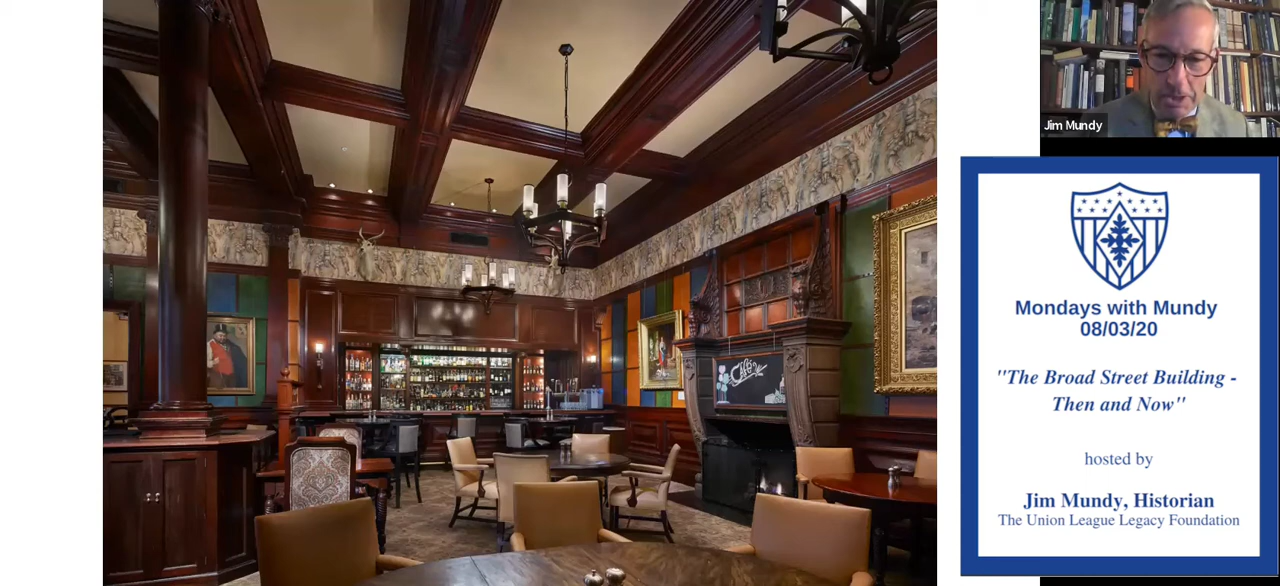 Café
Jim Mundy
Mondays with Mundy
08/03/20
"The Broad Street Building -
Then and Now"
hosted by
Jim Mundy, Historian
The Union League Legacy Foundation